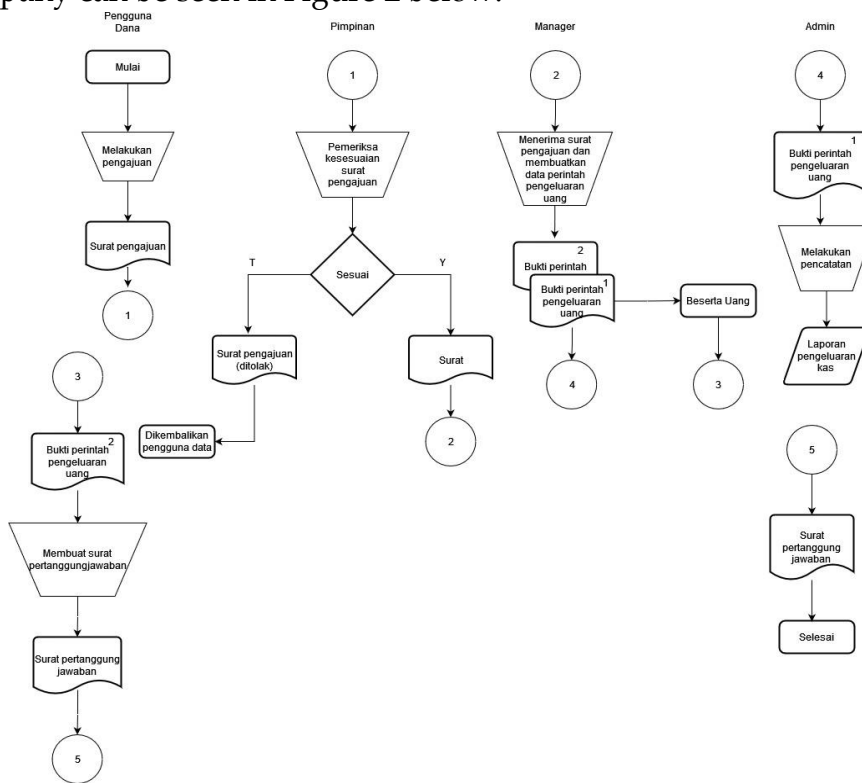 pany can be seen in Figure 2 below.
Pengguna
Dana
Pimpinan
Manager
Admin
Mulai
1
2
4
Melakukan
pengajuan
Pemeriksa
kesesuaian
surat
pengajuan
Menerima surat
pengajuan dan
membuatkan
data perintah
pengeluaran
uang
1
Bukti perintah
pengeluaran
uang
Surat pengajuan
1
T
Sesuai
Y
2
Bukti perintah
1
Bukti perintah
pengeluaran
uang
Beserta Uang
Melakukan
pencatatan
Surat pengajuan
(ditolak)
Surat
4
3
Laporan
pengeluaran
kas
3
Dikembalikan
pengguna data
2
2
Bukti perintah
pengeluaran
uang
5
Membuat surat
pertanggungjawaban
Surat
pertanggung
jawaban
Surat pertanggung
jawaban
Selesai
5